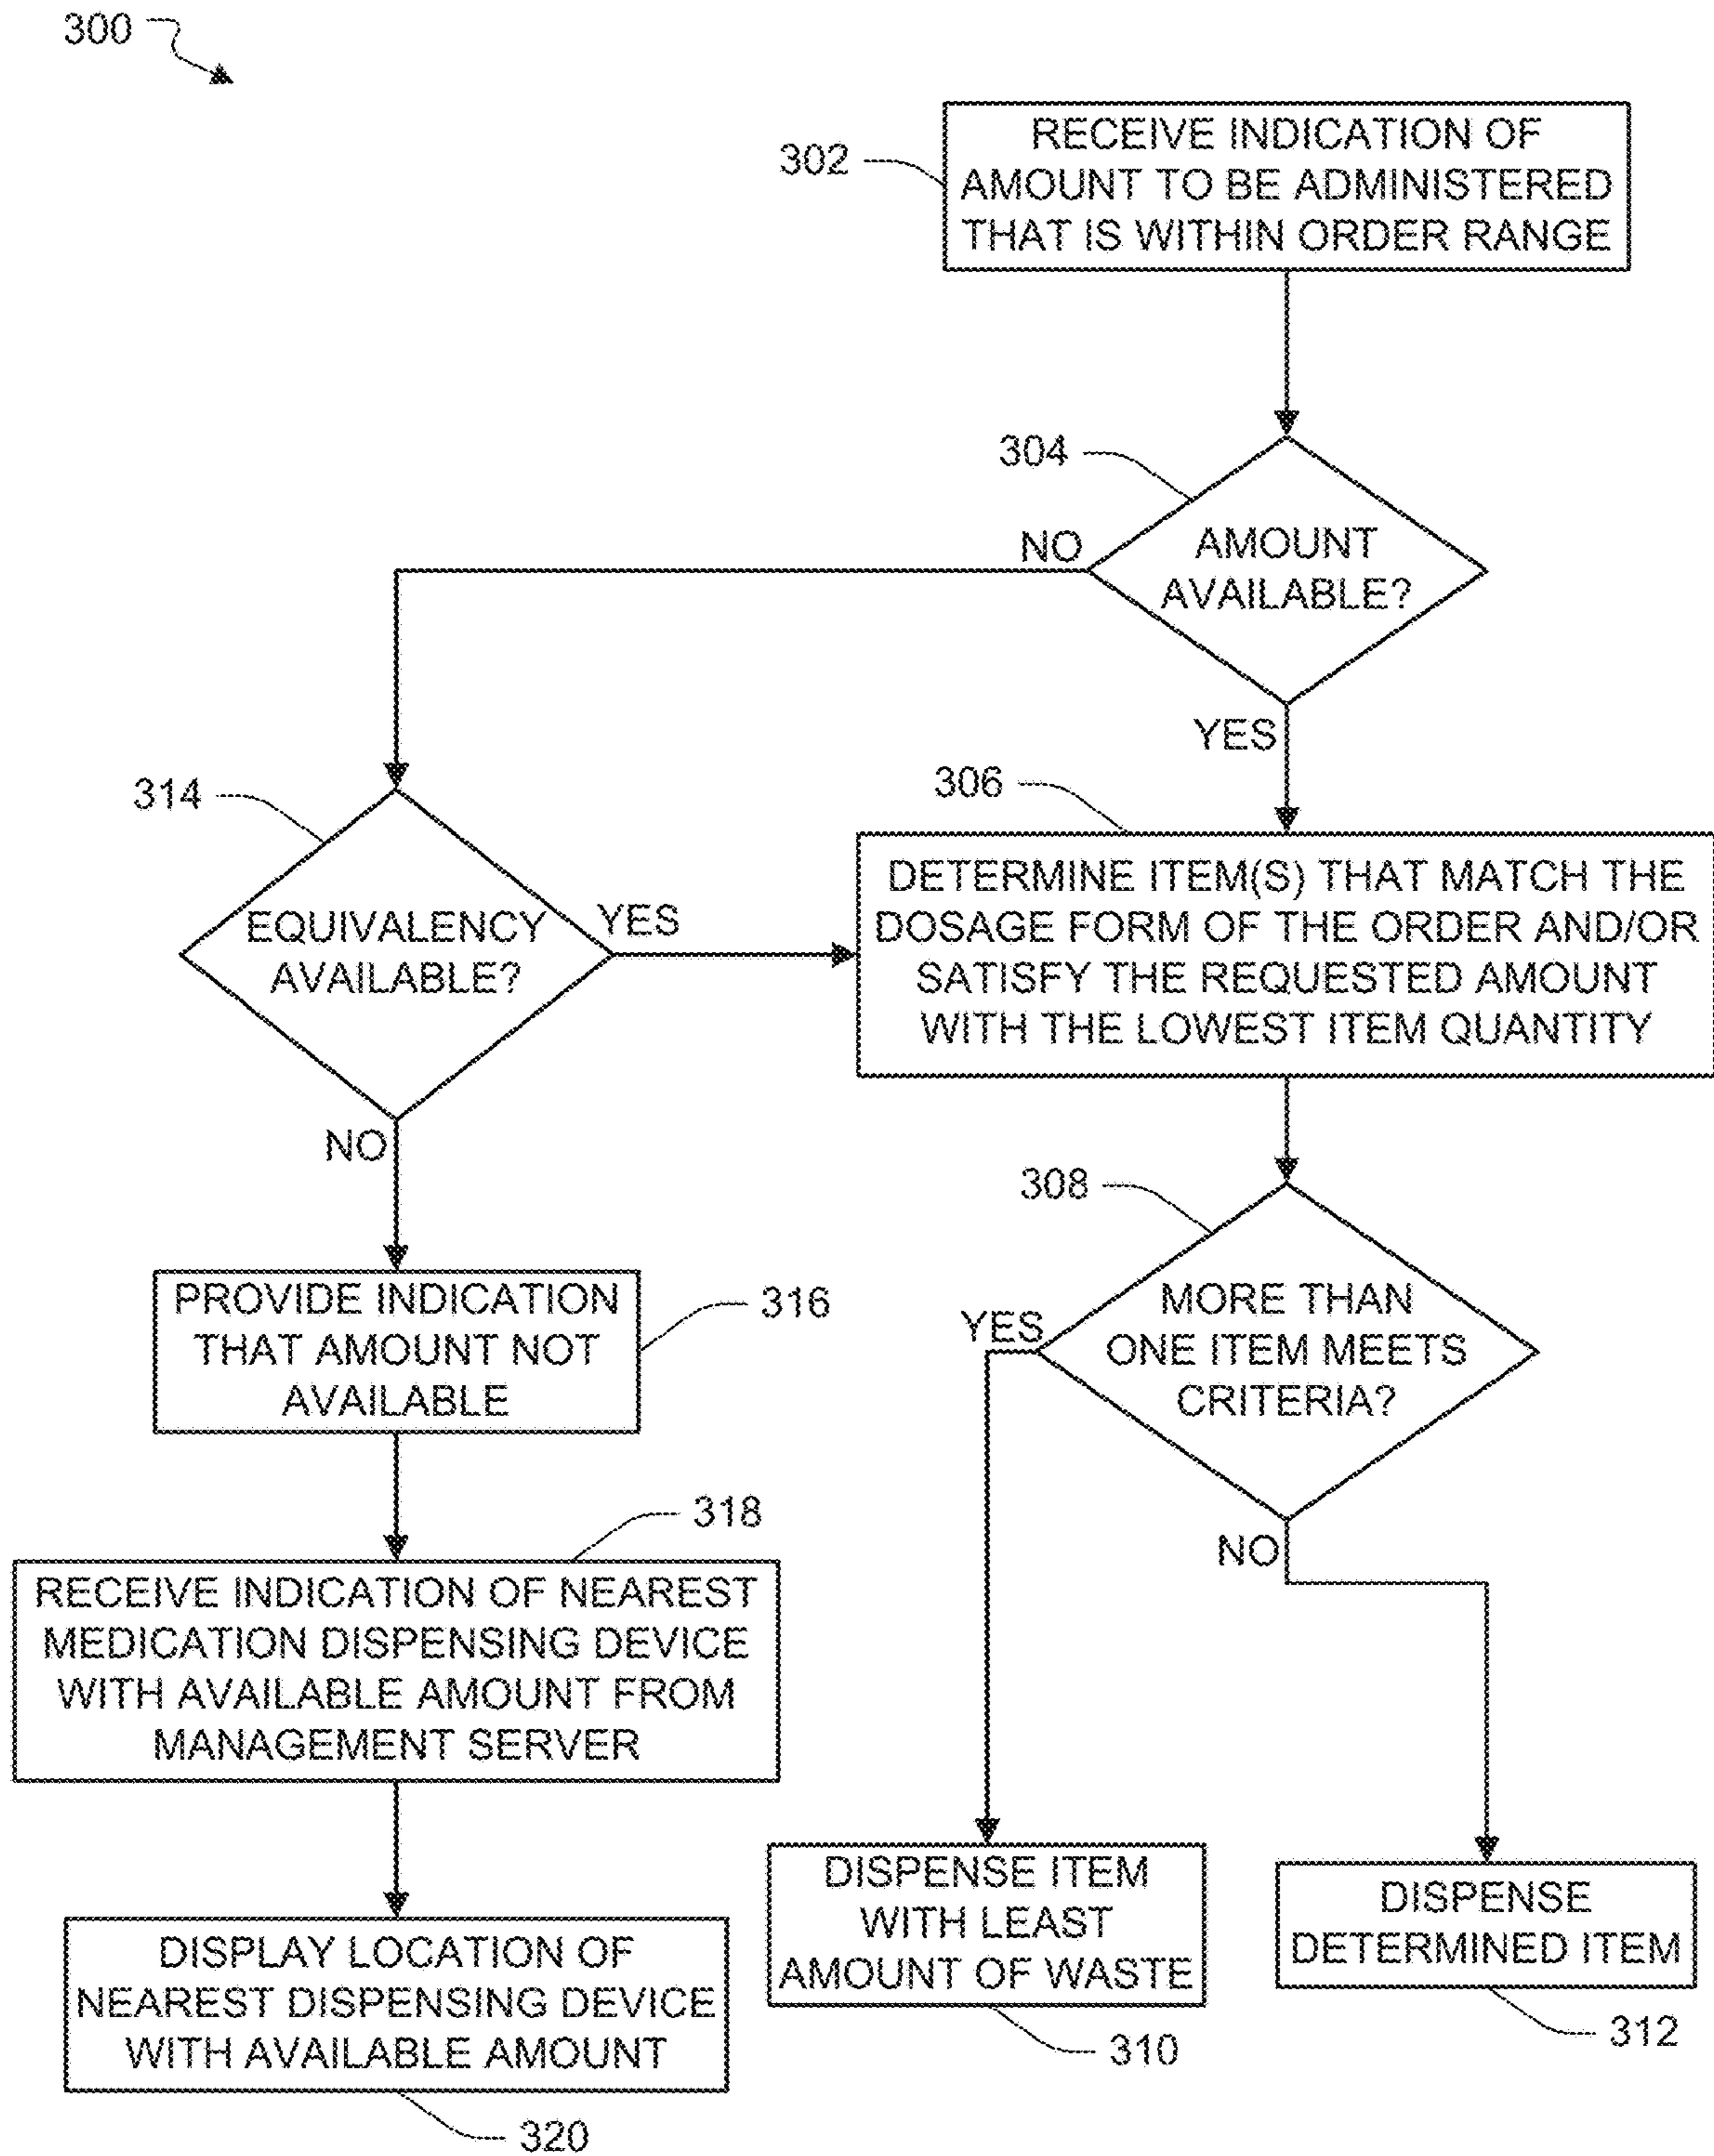 300
302
RECEIVE INDICATION OF
AMOUNT TO BE ADMINISTERED
THAT IS WITHIN ORDER RANGE
304
AMOUNT
AVAILABLE?
NO
YES
314
EQUIVALENCY
AVAILABLE?
YES
NO
306
DETERMINE ITEM(S) THAT MATCH THE
DOSAGE FORM OF THE ORDER AND/OR
SATISFY THE REQUESTED AMOUNT
WITH THE LOWEST ITEM QUANTITY
308
MORE THAN
ONE ITEM MEETS
CRITERIA?
YES
NO
PROVIDE INDICATION
THAT AMOUNT NOT
AVAILABLE
316
318
RECEIVE INDICATION OF NEAREST
MEDICATION DISPENSING DEVICE
WITH AVAILABLE AMOUNT FROM
MANAGEMENT SERVER
DISPLAY LOCATION OF
NEAREST DISPENSING DEVICE
WITH AVAILABLE AMOUNT
320
DISPENSE ITEM
WITH LEAST
AMOUNT OF WASTE
310
DISPENSE
DETERMINED ITEM
312